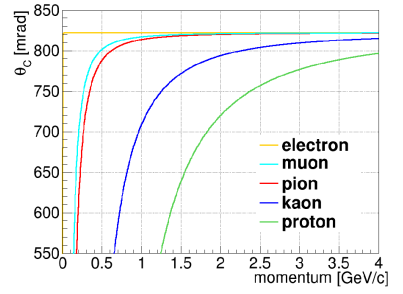 θC [mrad]
850
800
750
700
650
600
550
electron
muon
pion
kaon
proton
0 0.5 1 1.5 2 2.5 3 3.5 4
momentum [GeV/c]